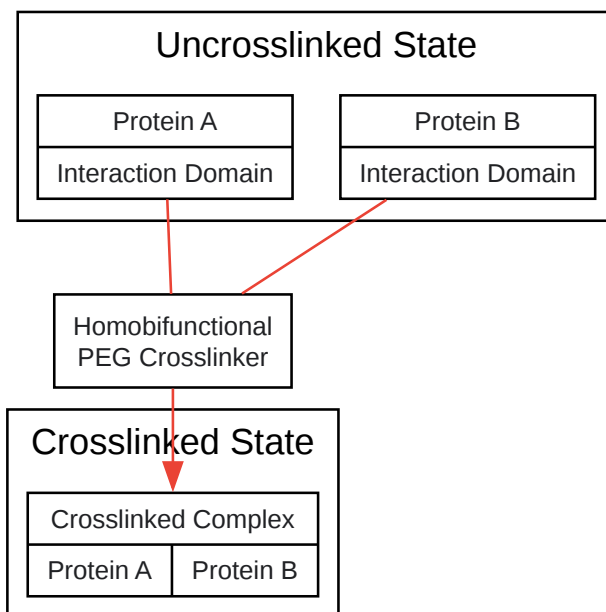 Uncrosslinked State
Protein A
Interaction Domain
Protein B
Interaction Domain
Homobifunctional
PEG Crosslinker
Crosslinked State
Crosslinked Complex
Protein A
Protein B